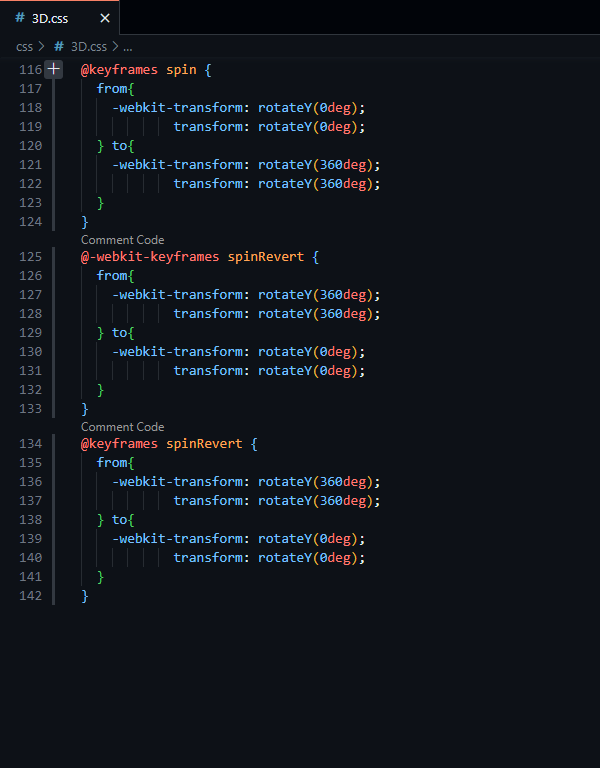 # 3D.css ×
css > # 3D.css > ...
116 + @keyframes spin {
117 from{
118 -webkit-transform: rotateY(0deg);
119 transform: rotateY(0deg);
120 } to{
121 -webkit-transform: rotateY(360deg);
122 transform: rotateY(360deg);
123 }
124 }
Comment Code
125 @-webkit-keyframes spinRevert {
126 from{
127 -webkit-transform: rotateY(360deg);
128 transform: rotateY(360deg);
129 } to{
130 -webkit-transform: rotateY(0deg);
131 transform: rotateY(0deg);
132 }
133 }
Comment Code
134 @keyframes spinRevert {
135 from{
136 -webkit-transform: rotateY(360deg);
137 transform: rotateY(360deg);
138 } to{
139 -webkit-transform: rotateY(0deg);
140 transform: rotateY(0deg);
141 }
142 }